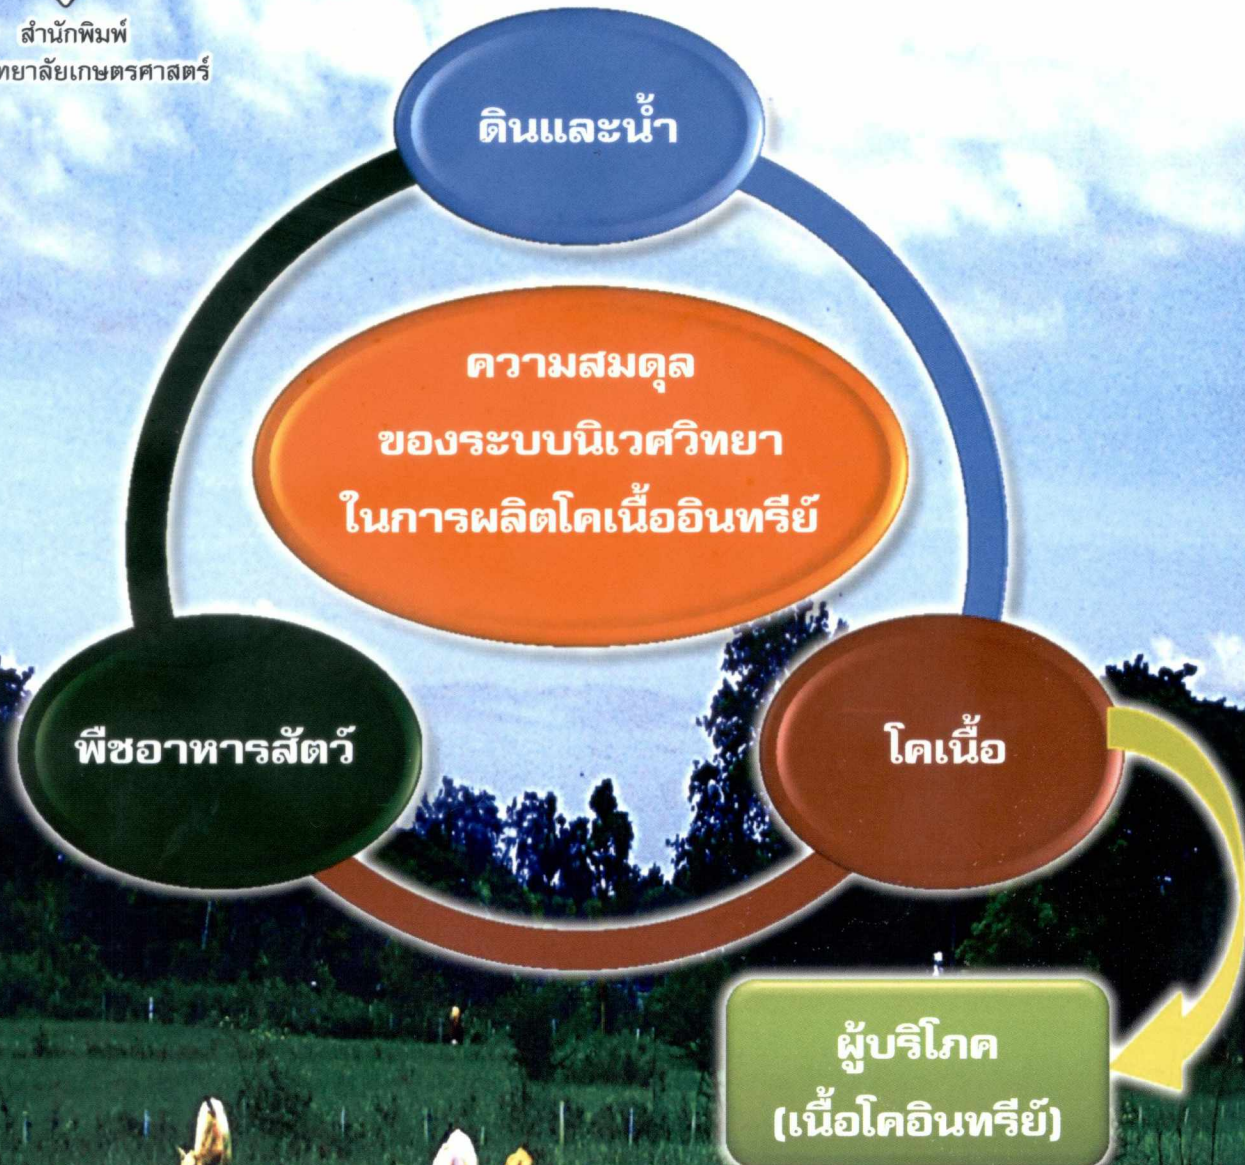 สำนักพิมพ์
ทยาลัยเกษตรศาสตร์
ดินและน้ำ
ความสมดุล
ของระบบนิเวศวิทยา
ในการผลิตโคเนื้ออินทรีย์
พืชอาหารสัตว์
โคเนื้อ
ผู้บริโภค
(เนื้อโคอินทรีย์)